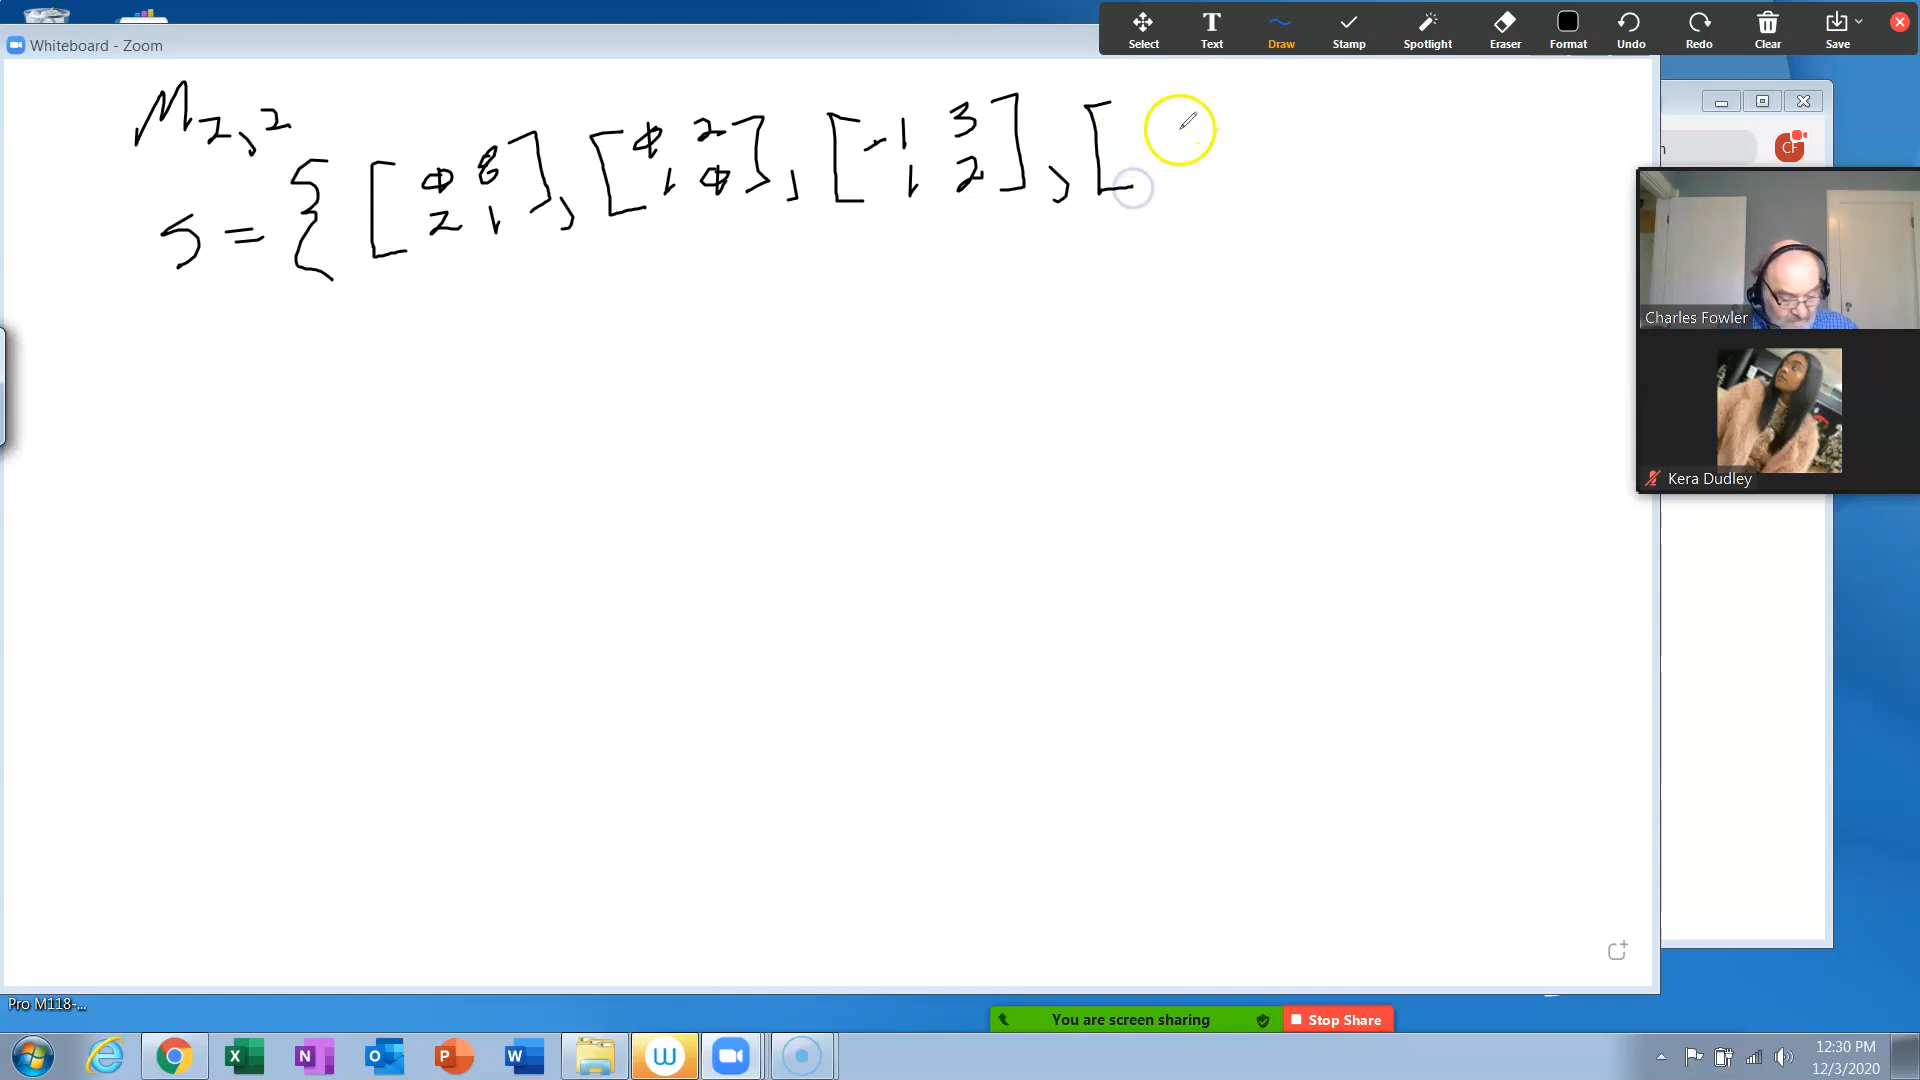 Whiteboard - Zoom
Select Text Draw Stamp Spotlight Eraser Format Undo Redo Clear Save
M2,2
S = { [0 8
2 1], [0 2
1 0], [-1 3
1 2], [
CF
Charles Fowler
Kera Dudley
Pro M118-...
You are screen sharing
Stop Share
12:30 PM
12/3/2020